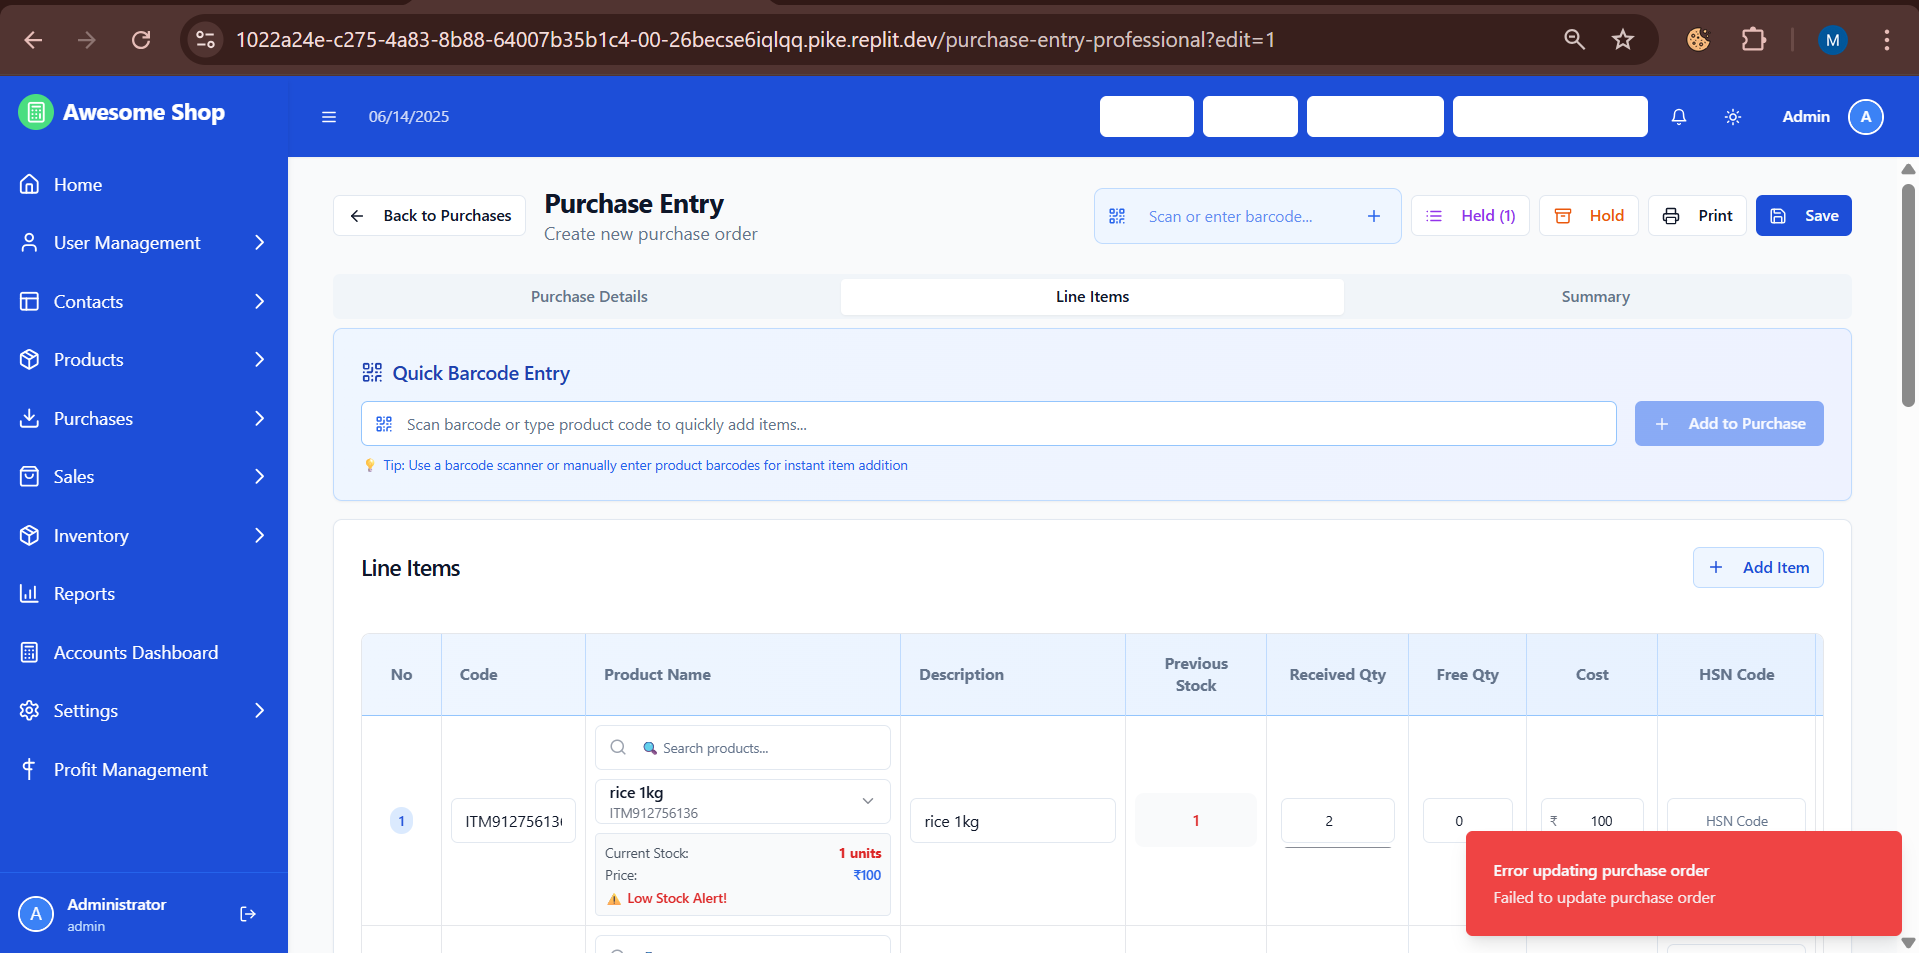 1022a24e-c275-4a83-8b88-64007b35b1c4-00-26becse6iqlqq.pike.replit.dev/purchase-entry-professional?edit=1
M
Awesome Shop
06/14/2025
Admin
A
Home
User Management
Contacts
Products
Purchases
Sales
Inventory
Reports
Accounts Dashboard
Settings
Profit Management
A
Administrator
admin
Back to Purchases
Purchase Entry
Create new purchase order
Scan or enter barcode...
Held (1)
Hold
Print
Save
Purchase Details
Line Items
Summary
Quick Barcode Entry
Scan barcode or type product code to quickly add items...
Add to Purchase
💡 Tip: Use a barcode scanner or manually enter product barcodes for instant item addition
Line Items
Add Item
No
Code
Product Name
Description
Previous Stock
Received Qty
Free Qty
Cost
HSN Code
1
ITM91275613
🔍 Search products...
rice 1kg
ITM912756136
Current Stock: 1 units
Price: ₹100
⚠️ Low Stock Alert!
rice 1kg
1
2
0
₹ 100
HSN Code
Error updating purchase order
Failed to update purchase order